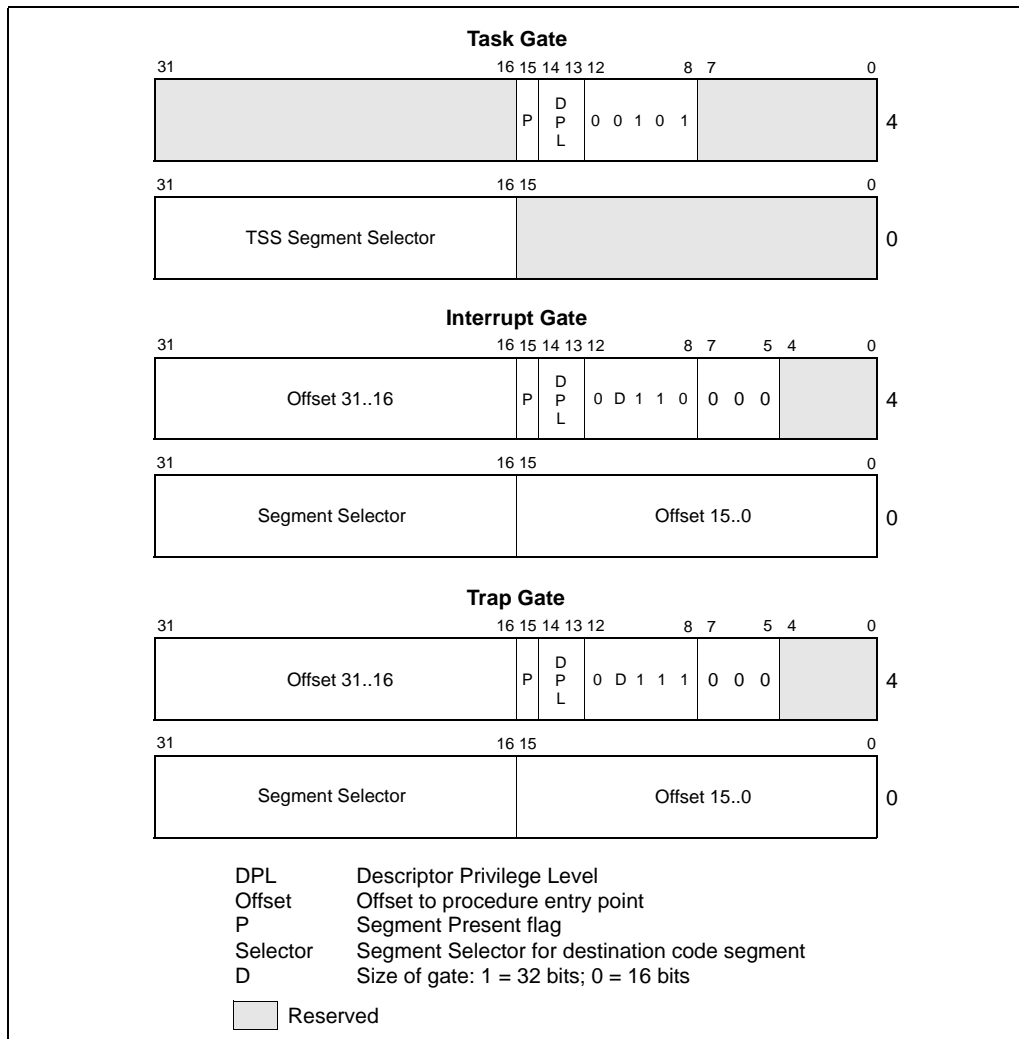 Task Gate
31 16 15 14 13 12 8 7 0
P D P L 0 0 1 0 1 4
31 16 15 0
TSS Segment Selector 0
Interrupt Gate
31 16 15 14 13 12 8 7 5 4 0
Offset 31..16 P D P L 0 D 1 1 0 0 0 0 4
31 16 15 0
Segment Selector Offset 15..0 0
Trap Gate
31 16 15 14 13 12 8 7 5 4 0
Offset 31..16 P D P L 0 D 1 1 1 0 0 0 4
31 16 15 0
Segment Selector Offset 15..0 0
DPL Descriptor Privilege Level
Offset Offset to procedure entry point
P Segment Present flag
Selector Segment Selector for destination code segment
D Size of gate: 1 = 32 bits; 0 = 16 bits
Reserved